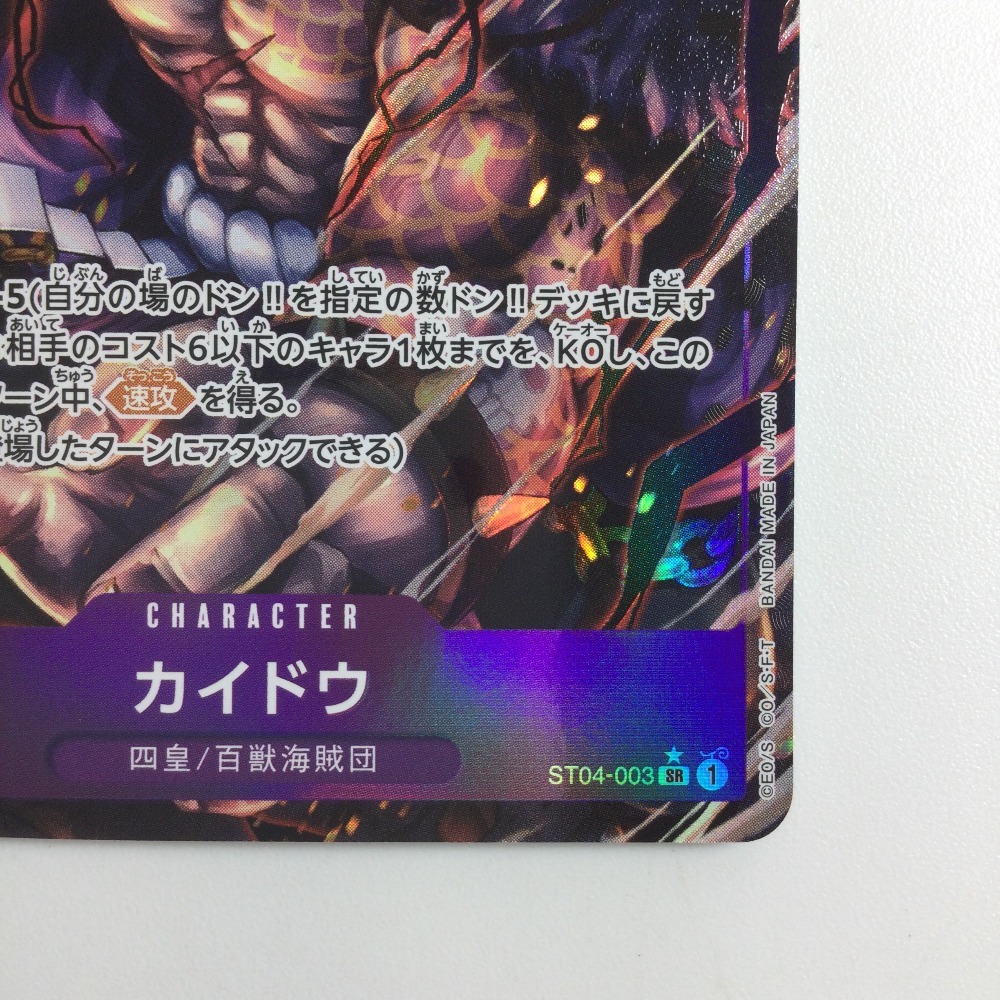 -5(自分の場のドン!!を指定の数ドン!!デッキに戻す
相手のコスト6以下のキャラ1枚までを、KOし、この
ーン中、速攻を得る。
場したターンにアタックできる)
CHARACTER
カイドウ
四皇/百獣海賊団
ST04-003 SR 1
©EO/S ©O/S・F・T BANDAI MADE IN JAPAN